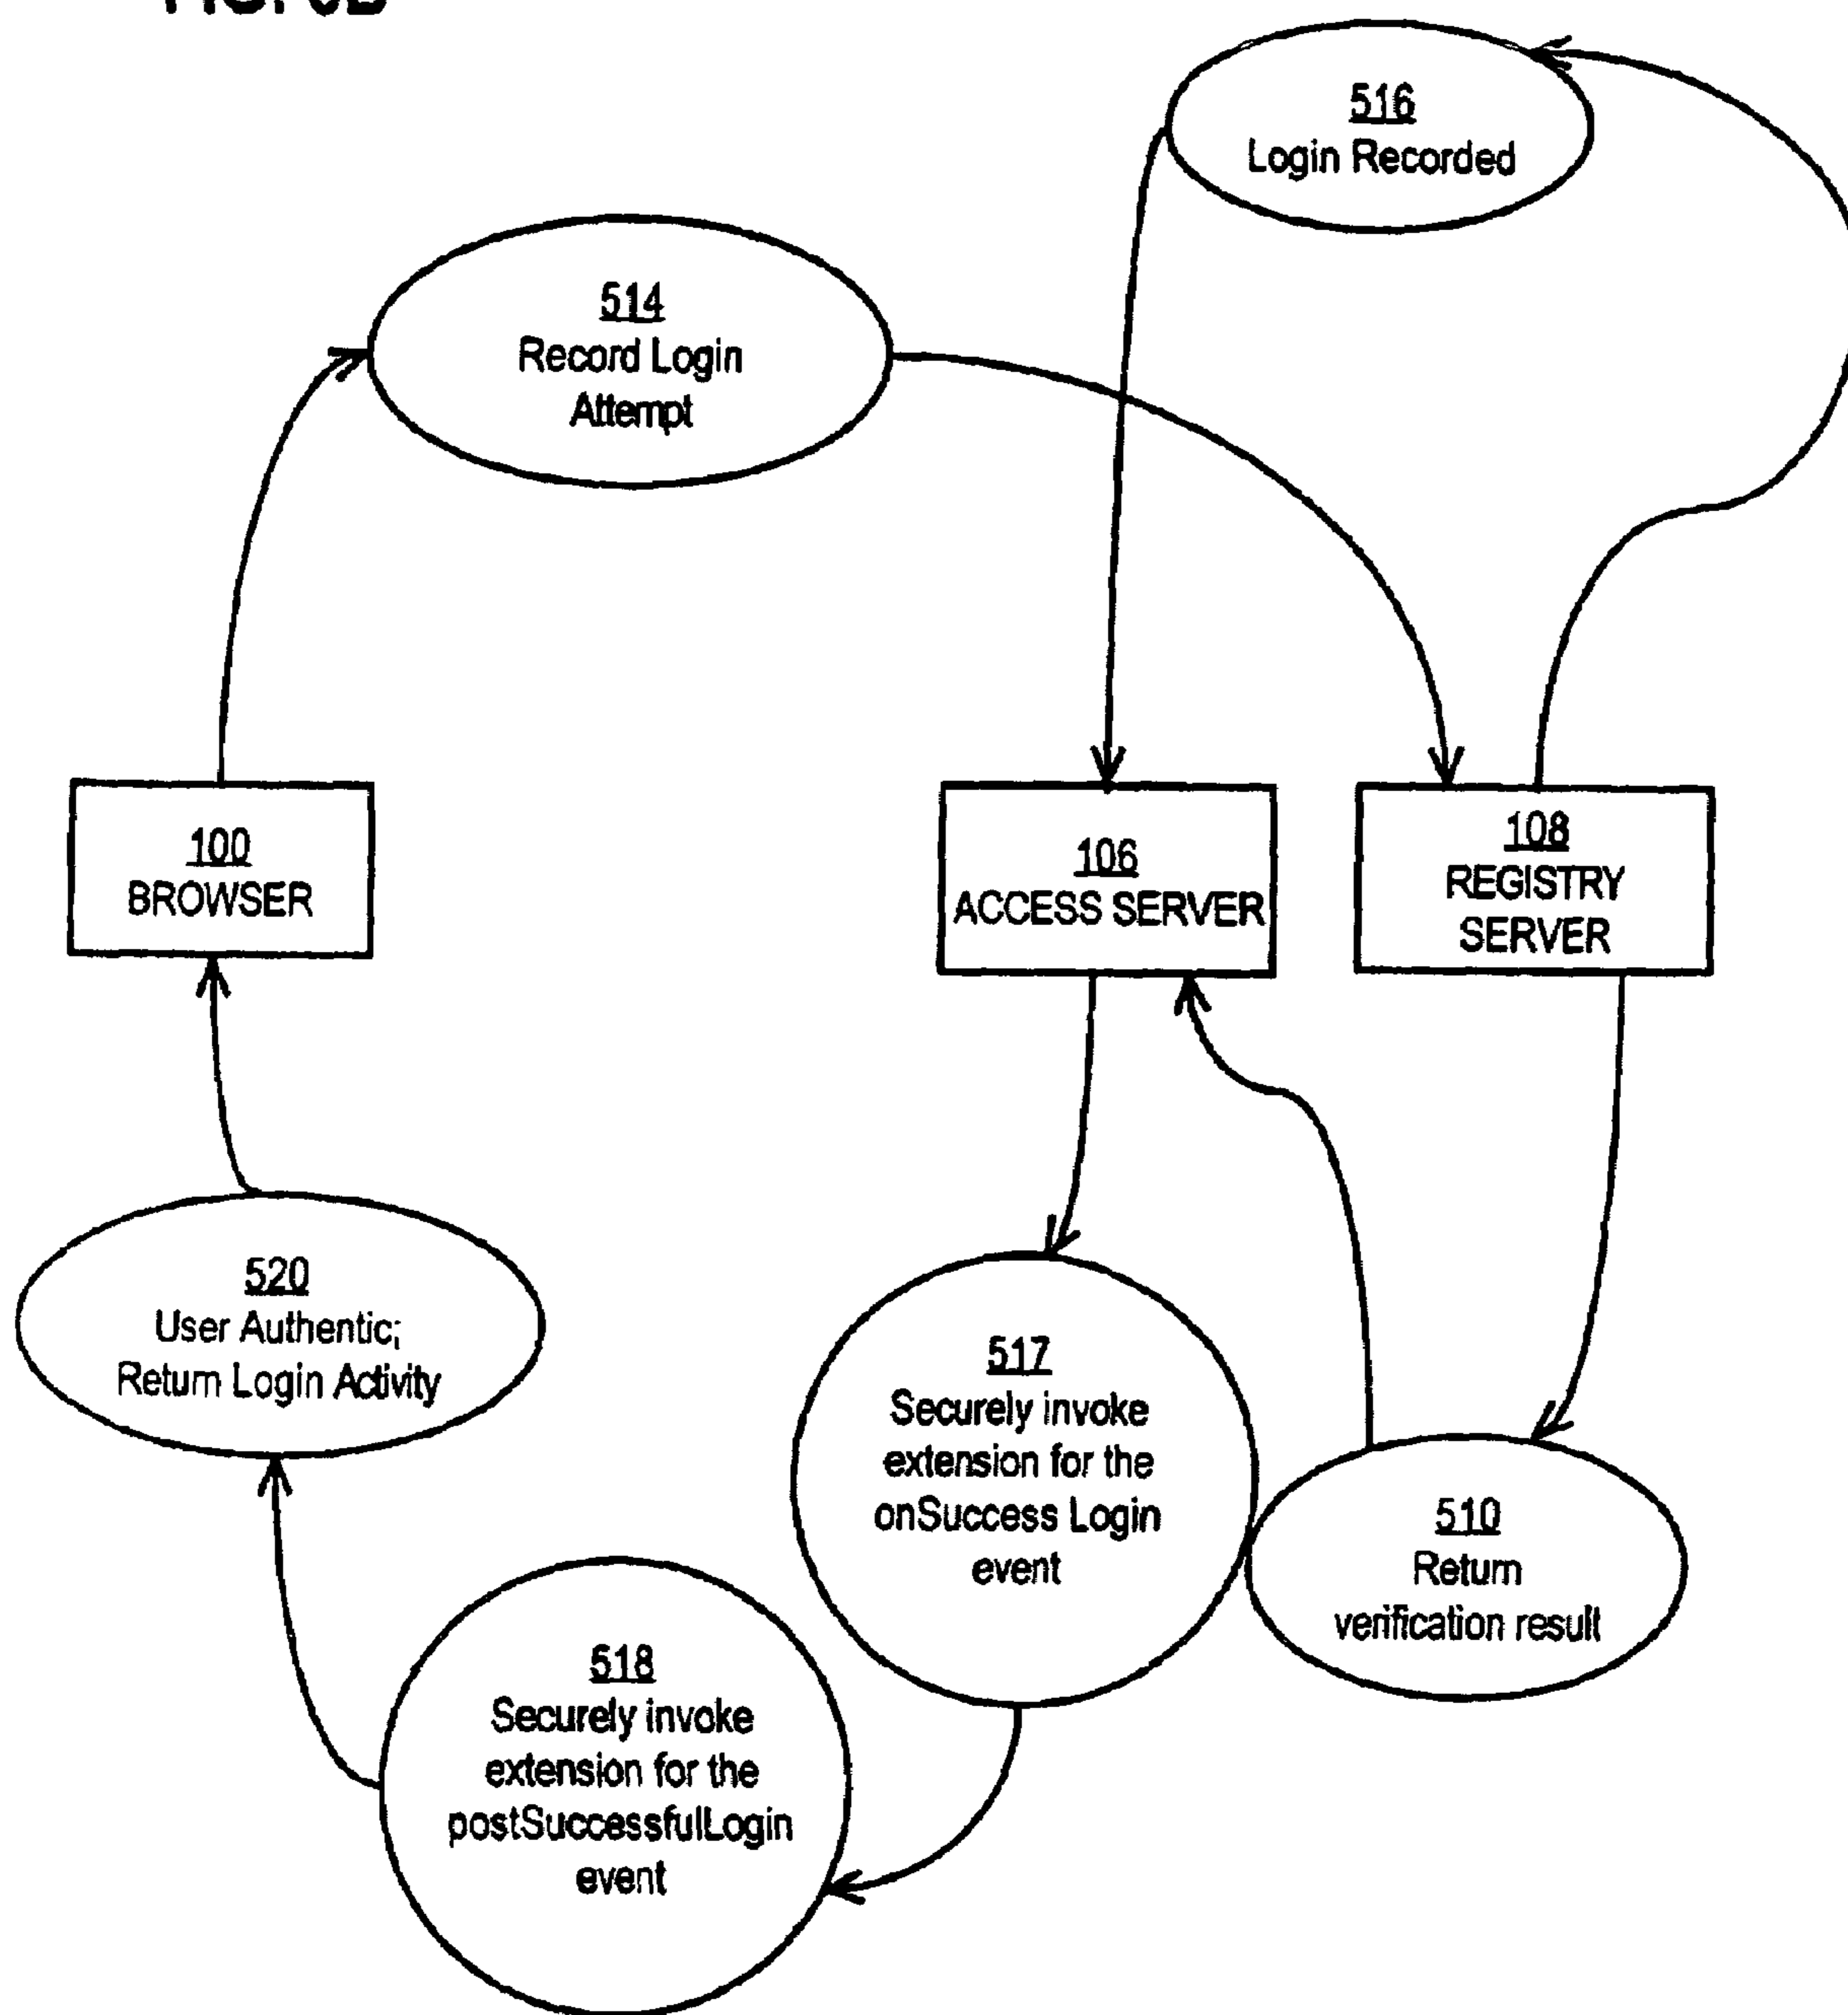 516
Login Recorded
514
Record Login
Attempt
100
BROWSER
106
ACCESS SERVER
108
REGISTRY
SERVER
520
User Authentic;
Return Login Activity
517
Securely invoke
extension for the
onSuccess Login
event
510
Return
verification result
518
Securely invoke
extension for the
postSuccessfulLogin
event